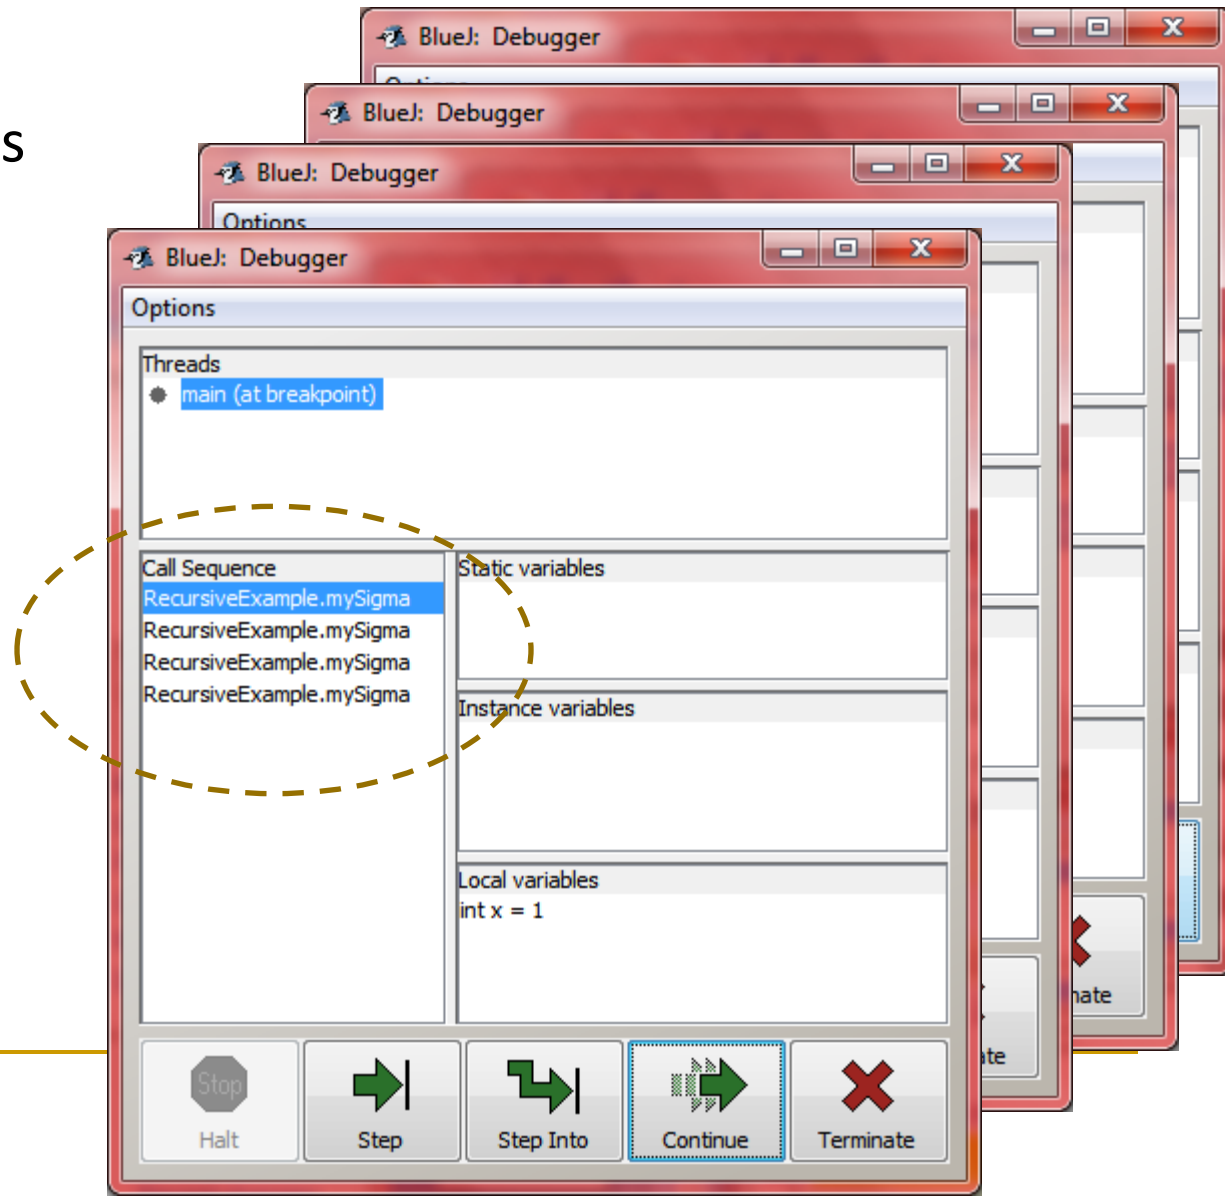 BlueJ: Debugger
BlueJ: Debugger
s
BlueJ: Debugger
Options
BlueJ: Debugger
Options
Threads
main (at breakpoint)
Call Sequence
Static variables
RecursiveExample.mySigma
RecursiveExample.mySigma
RecursiveExample.mySigma
RecursiveExample.mySigma
Instance variables
Local variables
int x = 1
nate
ate
Stop
Halt
Step
Step Into
Continue
Terminate